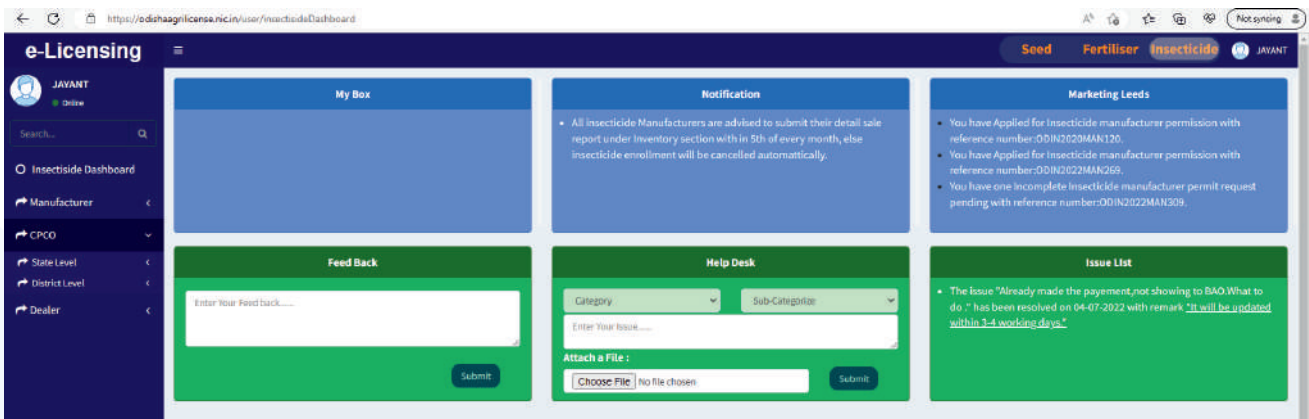 https://odishaagrilicense.nic.in/user/insecticideDashboard
Not syncing
e-Licensing
Seed Fertiliser Insecticide JAYANT
JAYANT
Online
Search...
Insectiside Dashboard
Manufacturer
CPCO
State Level
District Level
Dealer
My Box
Notification
All insecticide Manufacturers are advised to submit their detail sale
report under Inventory section with in 5th of every month, else
insecticide enrollment will be cancelled automattically.
Marketing Leeds
You have Applied for Insecticide manufacturer permission with
reference number:ODIN2020MAN120.
You have Applied for Insecticide manufacturer permission with
reference number:ODIN2022MAN269.
You have one Incomplete Insecticide manufacturer permit request
pending with reference number:ODIN2022MAN309.
Feed Back
Enter Your Feed back......
Submit
Help Desk
Category Sub-Categorize
Enter Your Issue......
Attach a File :
Choose File No file chosen
Submit
Issue List
The issue "Already made the payement,not showing to BAO.What to
do ." has been resolved on 04-07-2022 with remark "It will be updated
within 3-4 working days."